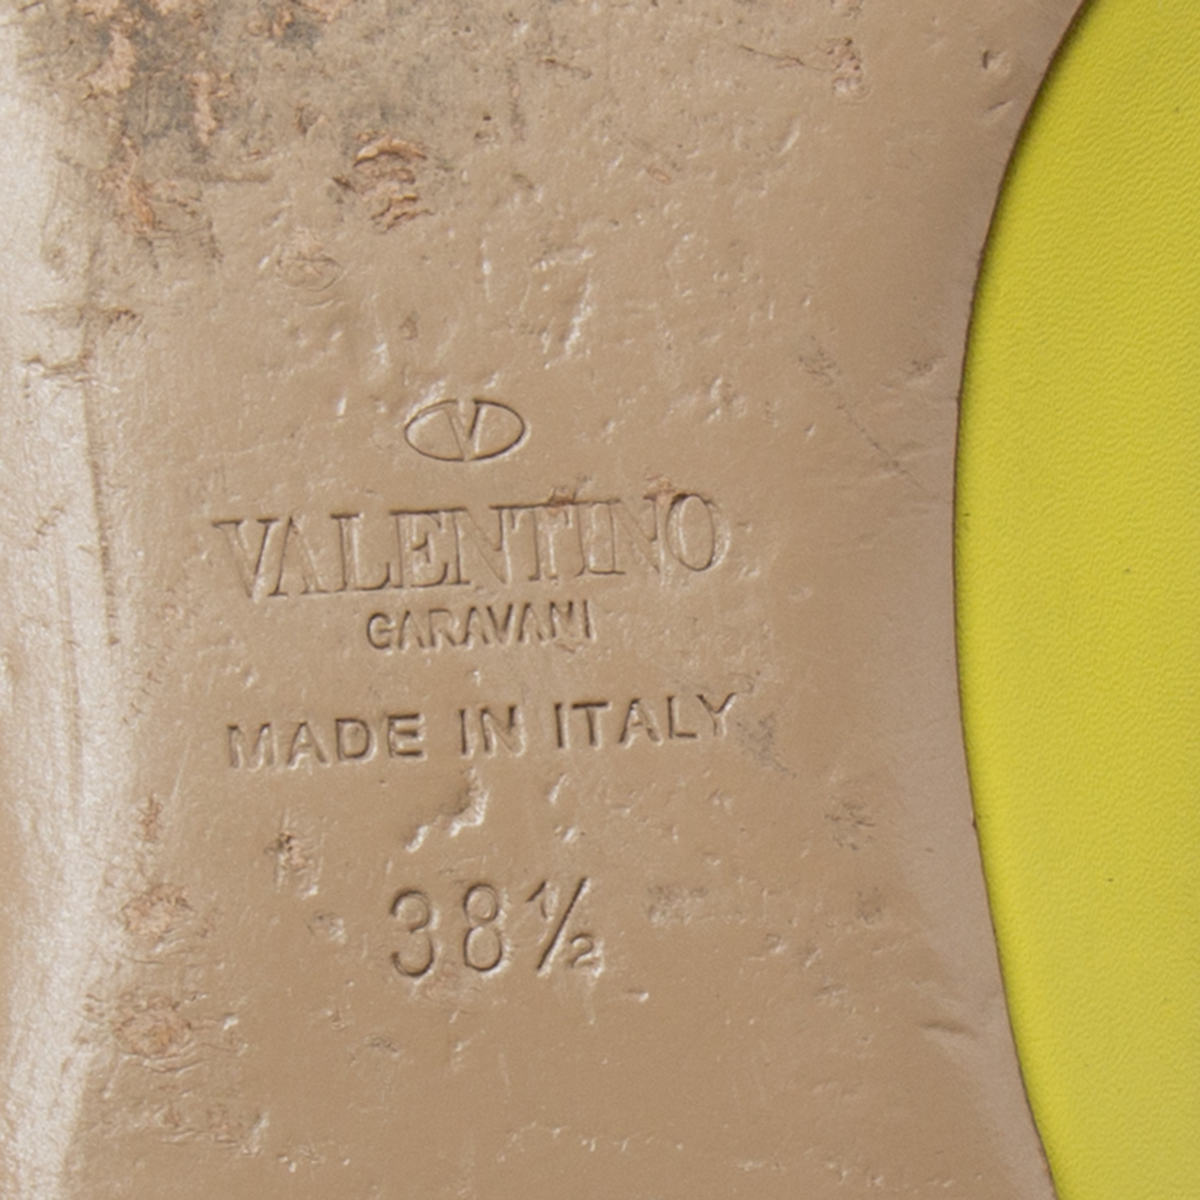 V
VALENTINO
GARAVANI
MADE IN ITALY
38½